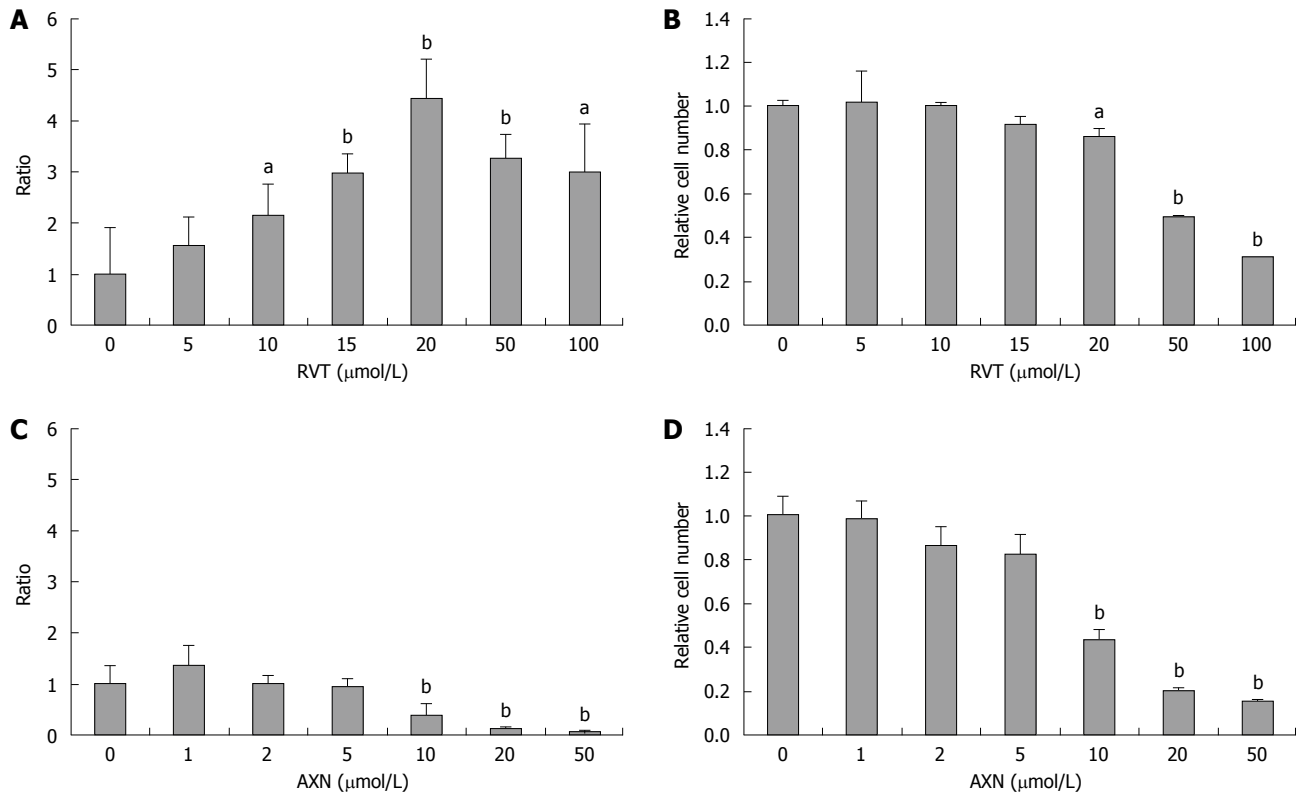 A
6
5
4
3
2
1
0
Ratio
a
b
b
b
a
0 5 10 15 20 50 100
RVT (μmol/L)
B
1.4
1.2
1.0
0.8
0.6
0.4
0.2
0.0
Relative cell number
a
b
b
0 5 10 15 20 50 100
RVT (μmol/L)
C
6
5
4
3
2
1
0
Ratio
b b b
0 1 2 5 10 20 50
AXN (μmol/L)
D
1.4
1.2
1.0
0.8
0.6
0.4
0.2
0.0
Relative cell number
b
b
b
0 1 2 5 10 20 50
AXN (μmol/L)